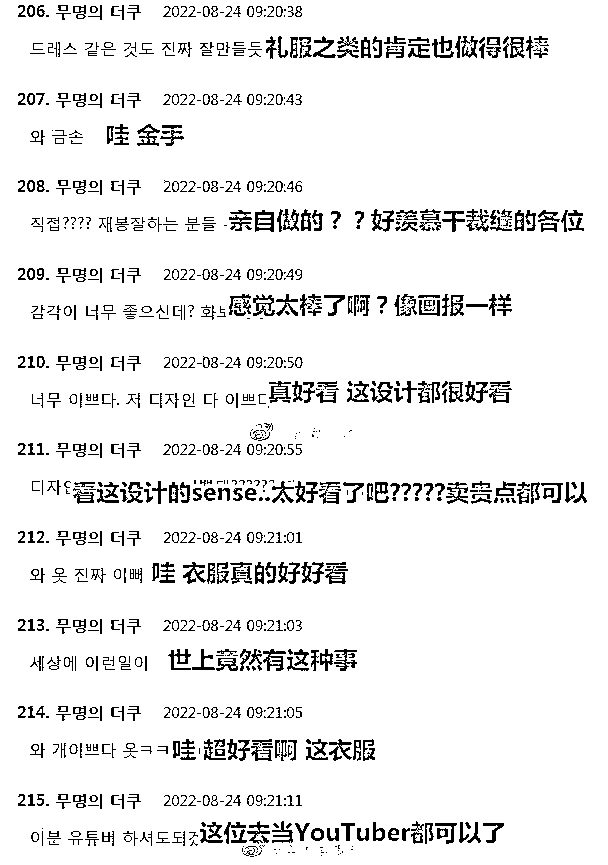 206. 무명의 더쿠 2022-08-24 09:20:38
드레스 같은 것도 진짜 잘만들듯 礼服之类的肯定也做得很棒
207. 무명의 더쿠 2022-08-24 09:20:43
와 금손 哇 金手
208. 무명의 더쿠 2022-08-24 09:20:46
직접???? 재봉잘하는 분들 亲自做的？？好羡慕干裁缝的各位
209. 무명의 더쿠 2022-08-24 09:20:49
감각이 너무 좋으신데? 感觉太棒了啊？像画报一样
210. 무명의 더쿠 2022-08-24 09:20:50
너무 이쁘다. 저 디자인 다 이쁘다 真好看 这设计都很好看
211. 무명의 더쿠 2022-08-24 09:20:55
看这设计的sense..太好看了吧?????卖贵点都可以
212. 무명의 더쿠 2022-08-24 09:21:01
와 옷 진짜 이뻐 哇 衣服真的好好看
213. 무명의 더쿠 2022-08-24 09:21:03
세상에 이런일이 世上竟然有这种事
214. 무명의 더쿠 2022-08-24 09:21:05
와 개이쁘다 옷ㅋㅋ 哇 超好看啊 这衣服
215. 무명의 더쿠 2022-08-24 09:21:11
이분 유튜버 하셔도되것 这位去当YouTuber都可以了